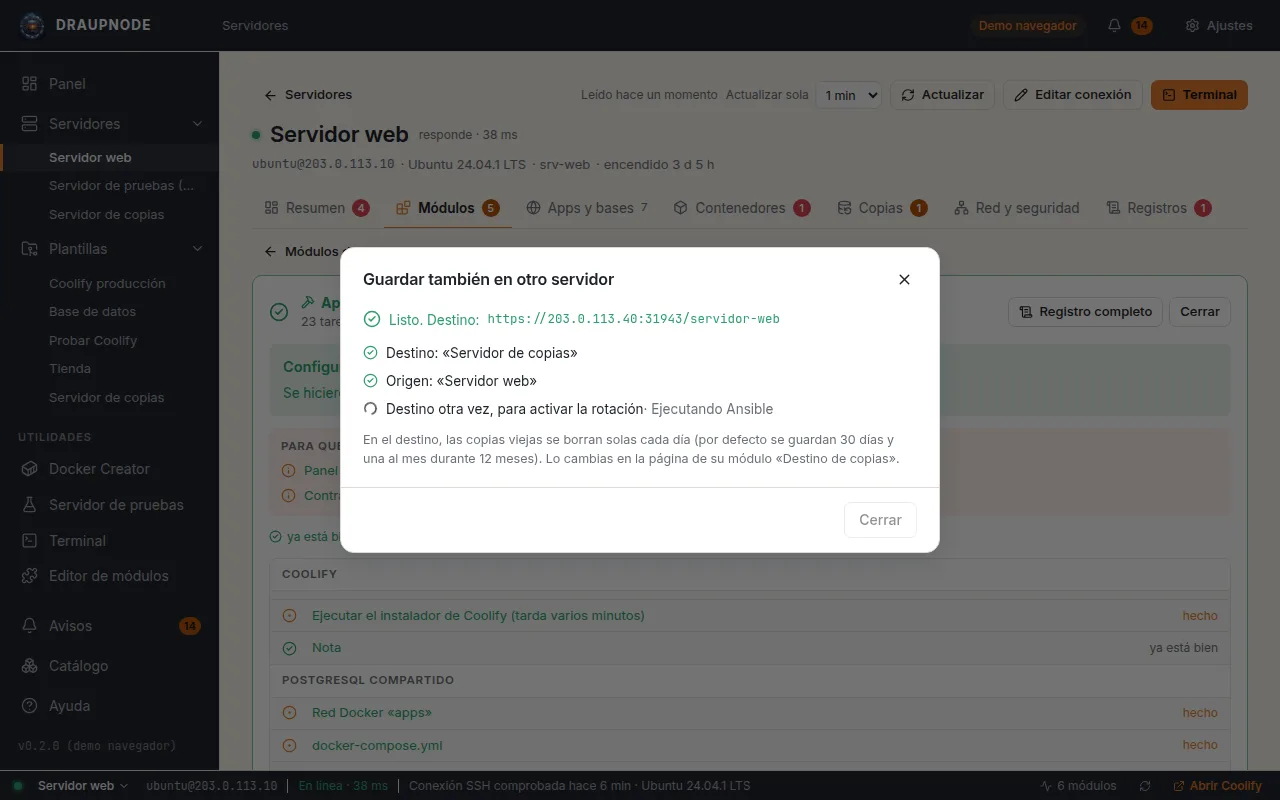 DRAUPNODE
Servidores
Demo navegador
14
Ajustes
Panel
Servidores
Servidor web
Servidor de pruebas (...
Servidor de copias
Plantillas
Coolify producción
Base de datos
Probar Coolify
Tienda
Servidor de copias
UTILIDADES
Docker Creator
Servidor de pruebas
Terminal
Editor de módulos
Avisos 14
Catálogo
Ayuda
v0.2.0 (demo navegador)
Servidores
Leído hace un momento Actualizar sola 1 min Actualizar Editar conexión Terminal
Servidor web responde · 38 ms
ubuntu@203.0.113.10 · Ubuntu 24.04.1 LTS · srv-web · encendido 3 d 5 h
Resumen 4 Módulos 5 Apps y bases 7 Contenedores 1 Copias 1 Red y seguridad Registros 1
Módulos
Guardar también en otro servidor
Listo. Destino: https://203.0.113.40:31943/servidor-web
Destino: «Servidor de copias»
Origen: «Servidor web»
Destino otra vez, para activar la rotación · Ejecutando Ansible
En el destino, las copias viejas se borran solas cada día (por defecto se guardan 30 días y
una al mes durante 12 meses). Lo cambias en la página de su módulo «Destino de copias».
Cerrar
Registro completo Cerrar
23
PARA
Panel
ya está
COOLIFY
Ejecutar el instalador de Coolify (tarda varios minutos) hecho
Nota ya está bien
POSTGRESQL COMPARTIDO
Red Docker «apps» hecho
docker-compose.yml hecho
Servidor web ubuntu@203.0.113.10 En línea · 38 ms Conexión SSH comprobada hace 6 min · Ubuntu 24.04.1 LTS 6 módulos Abrir Coolify